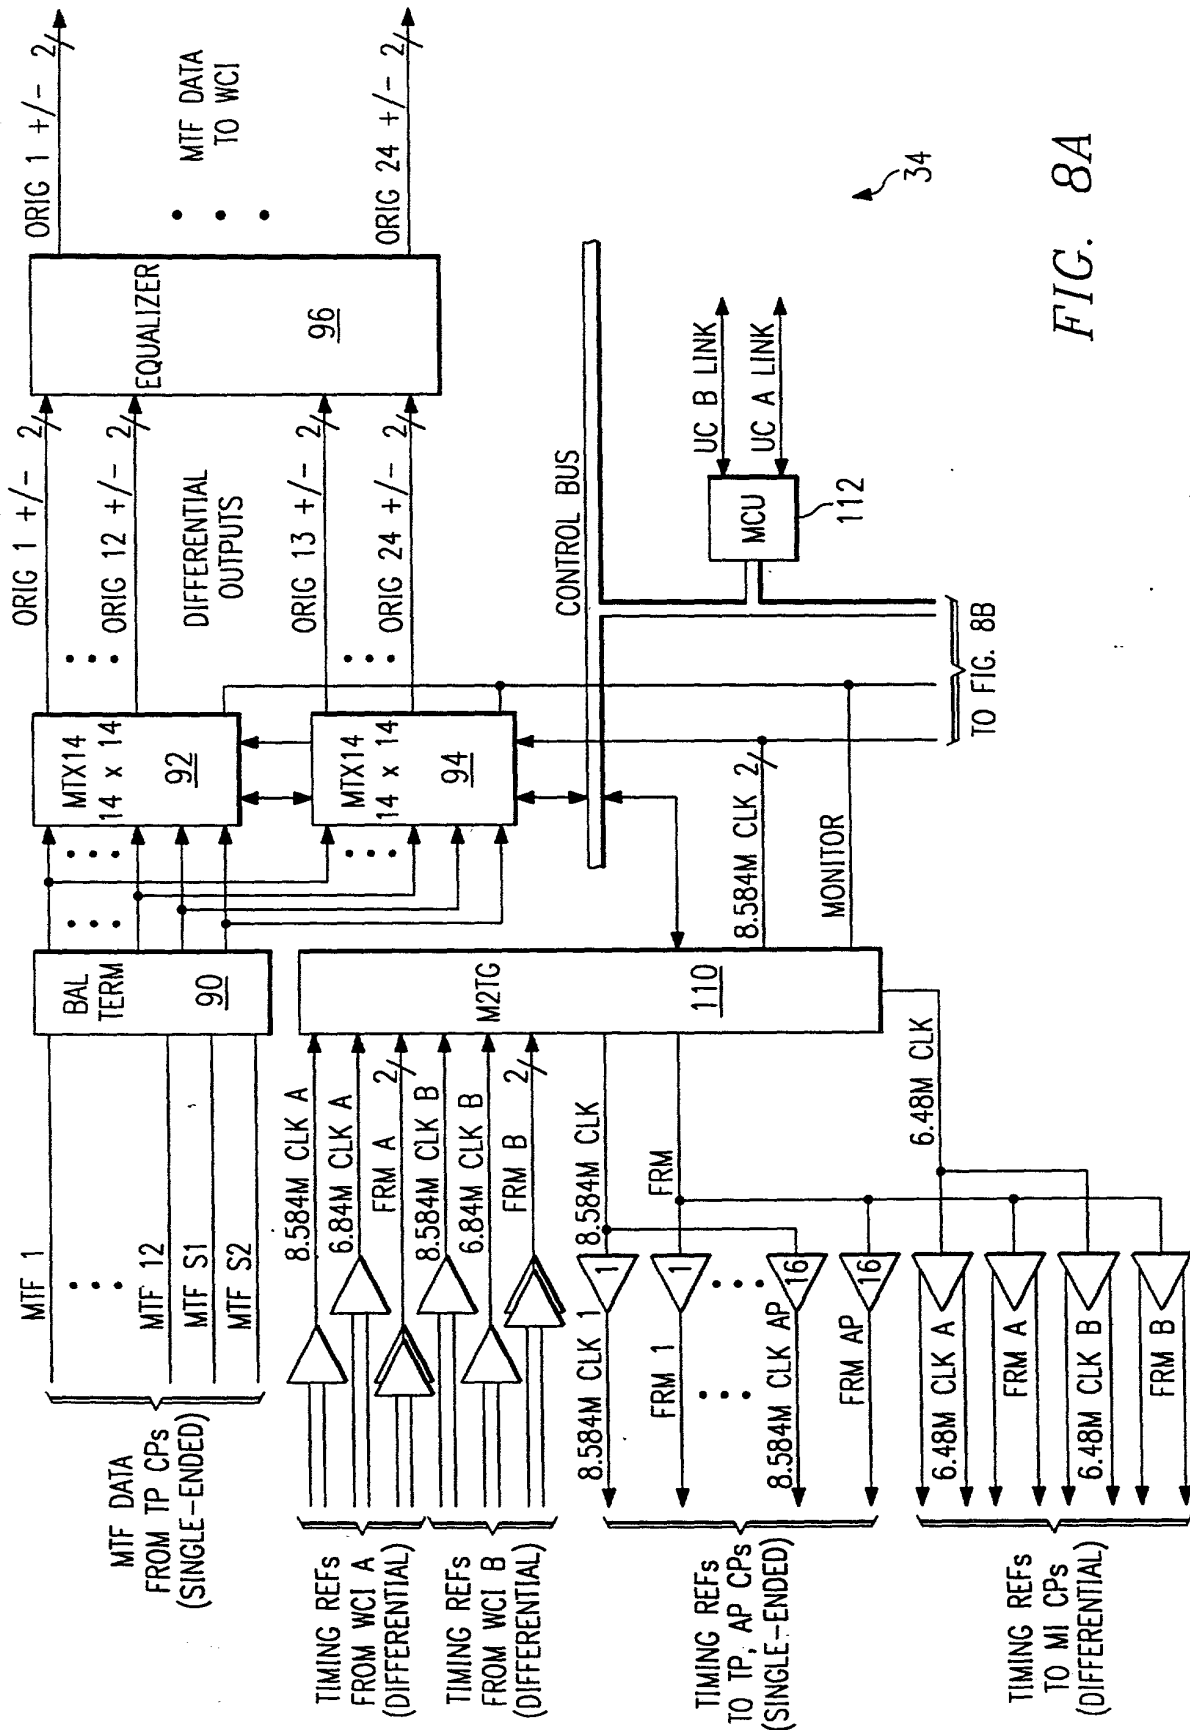 MTF DATA
FROM TP CPs
(SINGLE-ENDED)
MTF 1
MTF 12
MTF S1
MTF S2
BAL
TERM
90
MTX14
14 x 14
92
MTX14
14 x 14
94
ORIG 1 +/- 2
ORIG 12 +/- 2
DIFFERENTIAL
OUTPUTS
ORIG 13 +/- 2
ORIG 24 +/- 2
EQUALIZER
96
ORIG 1 +/- 2
MTF DATA
TO WCI
ORIG 24 +/- 2
TIMING REFs
FROM WCI A
(DIFFERENTIAL)
TIMING REFs
FROM WCI B
(DIFFERENTIAL)
8.584M CLK A
6.84M CLK A
FRM A 2
8.584M CLK B
6.84M CLK B
FRM B 2
M2TG
110
CONTROL BUS
8.584M CLK 2
MONITOR
MCU
112
UC B LINK
UC A LINK
TO FIG. 8B
TIMING REFs
TO TP, AP CPs
(SINGLE-ENDED)
8.584M CLK 1
1
8.584M CLK
FRM 1
1
FRM
8.584M CLK AP
16
FRM AP
16
TIMING REFs
TO MI CPs
(DIFFERENTIAL)
6.48M CLK A
FRM A
6.48M CLK B
FRM B
6.48M CLK
34
FIG. 8A